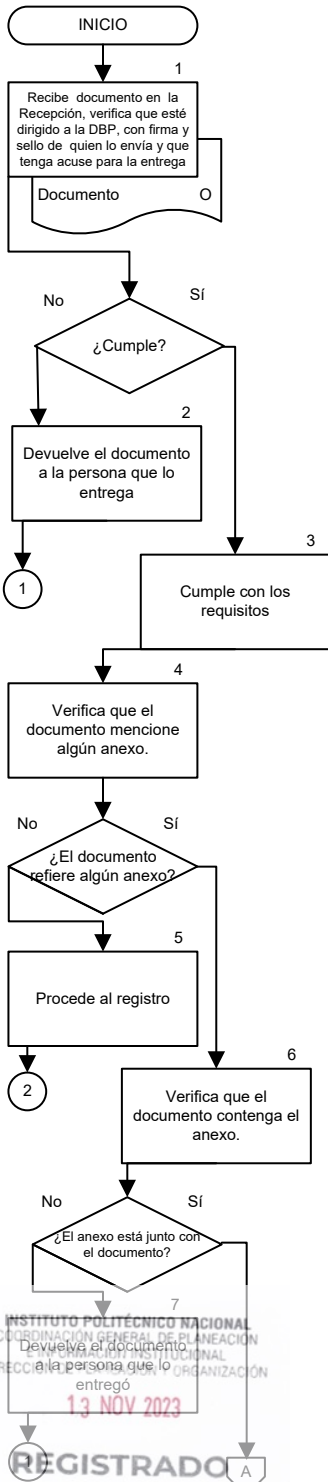 INICIO
1
Recibe documento en la
Recepción, verifica que esté
dirigido a la DBP, con firma y
sello de quien lo envía y que
tenga acuse para la entrega
Documento O
No
Sí
¿Cumple?
2
Devuelve el documento
a la persona que lo
entrega
1
3
Cumple con los
requisitos
4
Verifica que el
documento mencione
algún anexo.
No
Sí
¿El documento
refiere algún anexo?
5
Procede al registro
2
6
Verifica que el
documento contenga el
anexo.
No
Sí
¿El anexo está junto con
el documento?
7
INSTITUTO POLITÉCNICO NACIONAL
COORDINACIÓN GENERAL DE PLANEACIÓN
E INFORMACIÓN INSTITUCIONAL
Y ORGANIZACIÓN
Devuelve el documento
a la persona que lo
entregó
13 NOV 2023
REGISTRADO
A